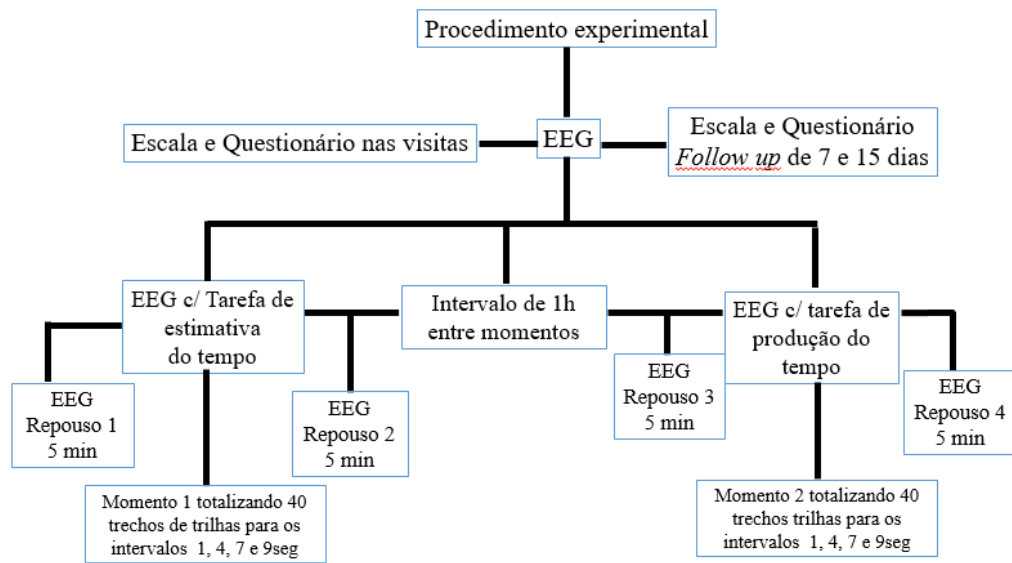 Procedimento experimental
Escala e Questionário nas visitas
EEG
Escala e Questionário
Follow up de 7 e 15 dias
EEG c/ Tarefa de
estimativa
do tempo
Intervalo de 1h
entre momentos
EEG c/ tarefa de
produção do
tempo
EEG
Repouso 1
5 min
EEG
Repouso 2
5 min
EEG
Repouso 3
5 min
EEG
Repouso 4
5 min
Momento 1 totalizando 40
trechos de trilhas para os
intervalos 1, 4, 7 e 9seg
Momento 2 totalizando 40
trechos trilhas para os
intervalos 1, 4, 7 e 9seg